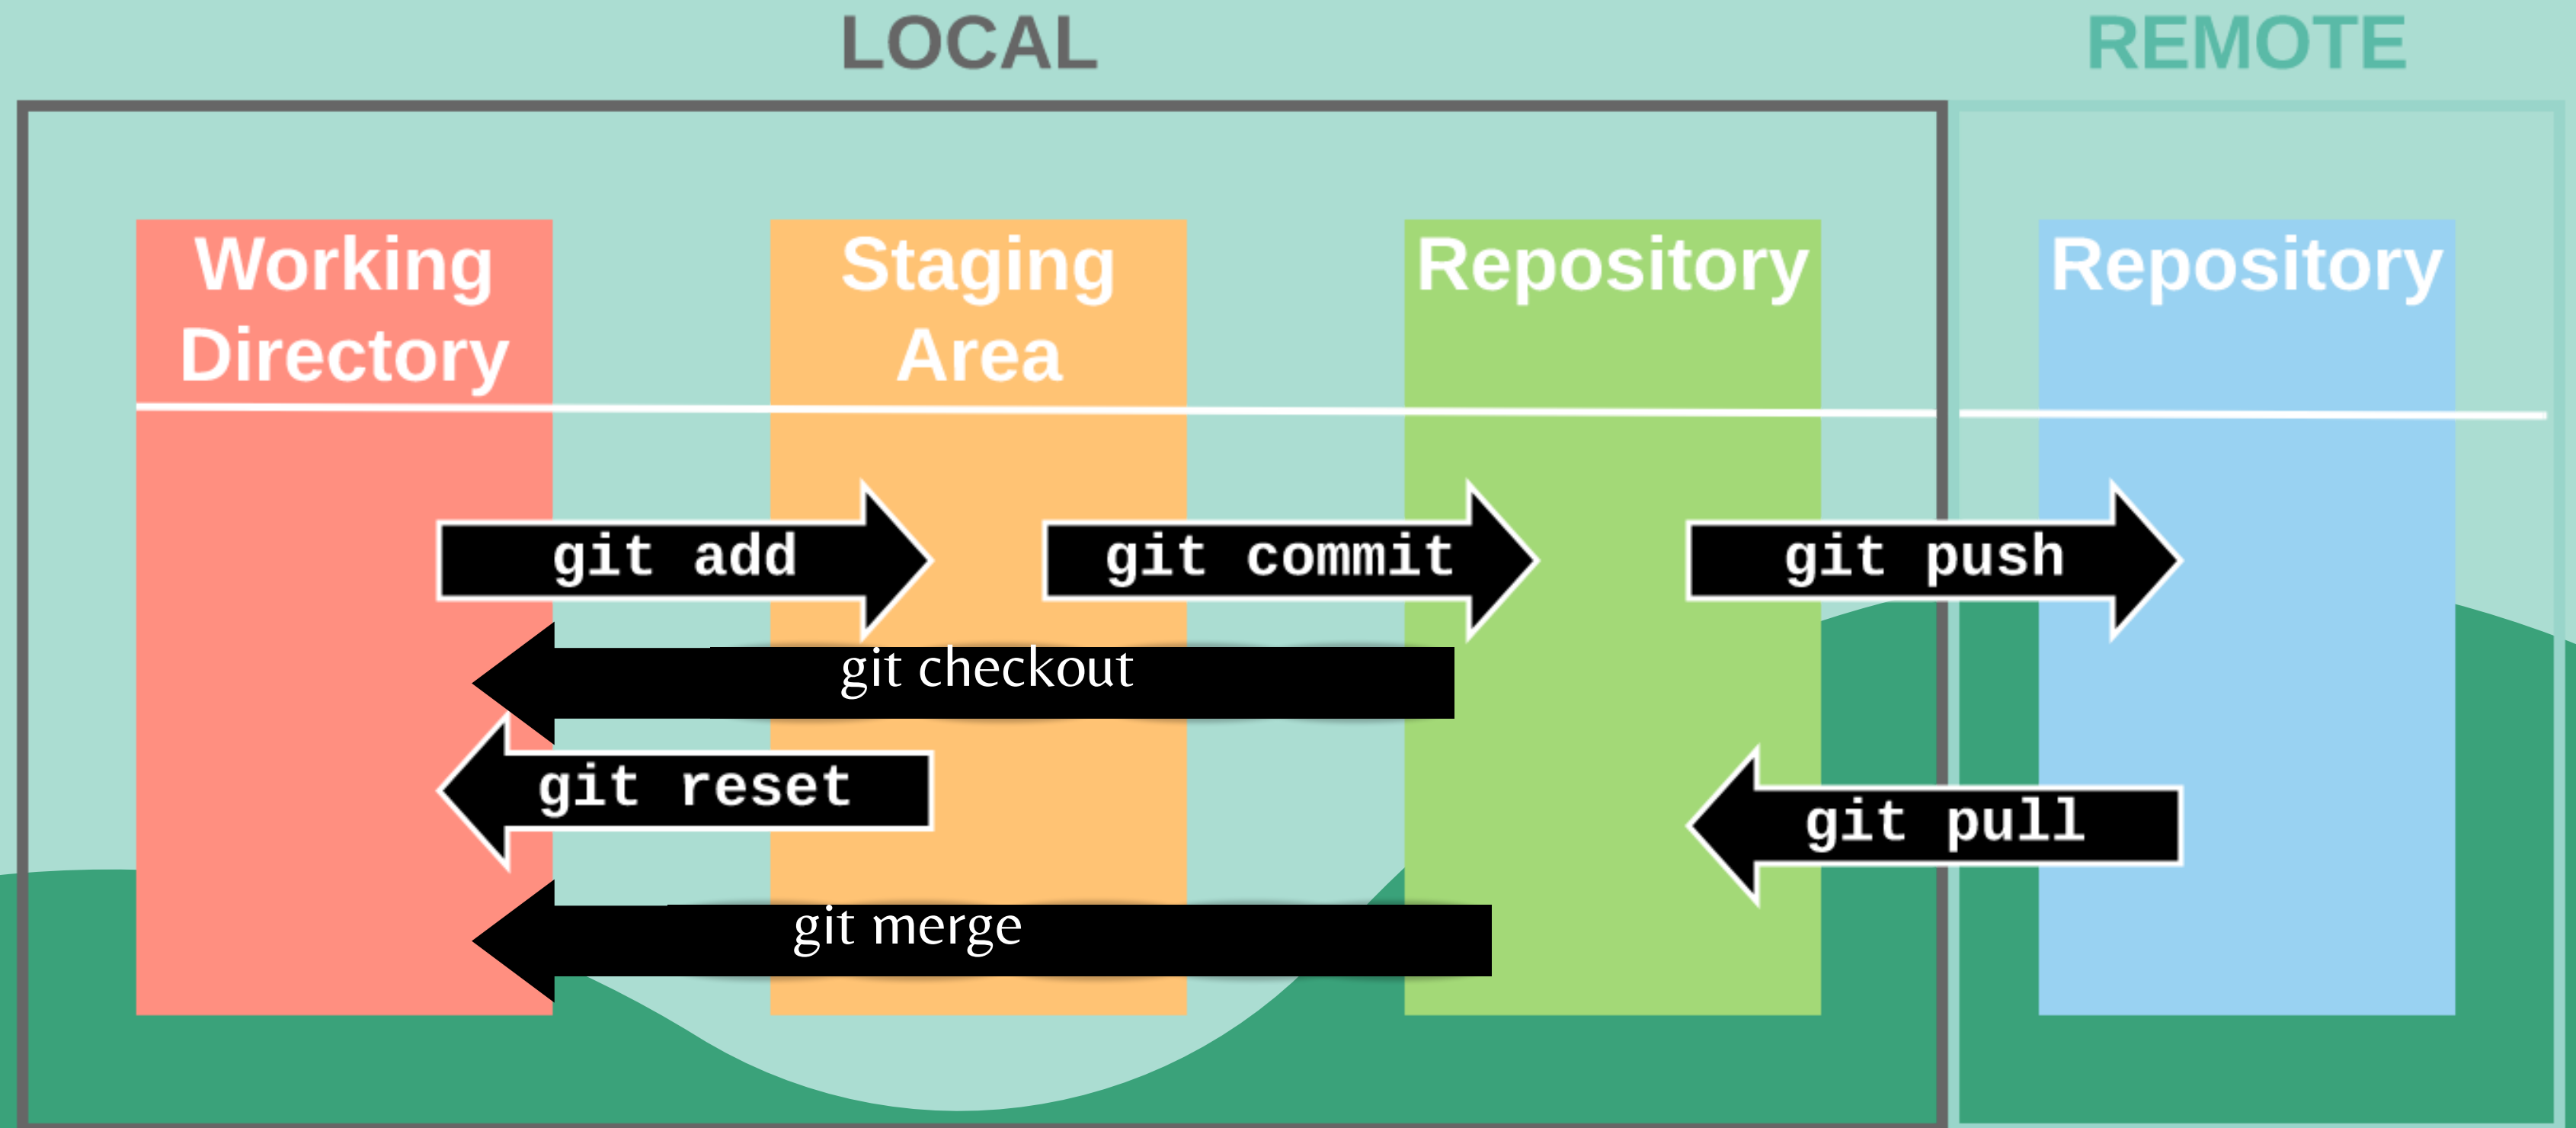 LOCAL
REMOTE
Working
Directory
Staging
Area
Repository
Repository
git add
git commit
git push
git checkout
git reset
git pull
git merge